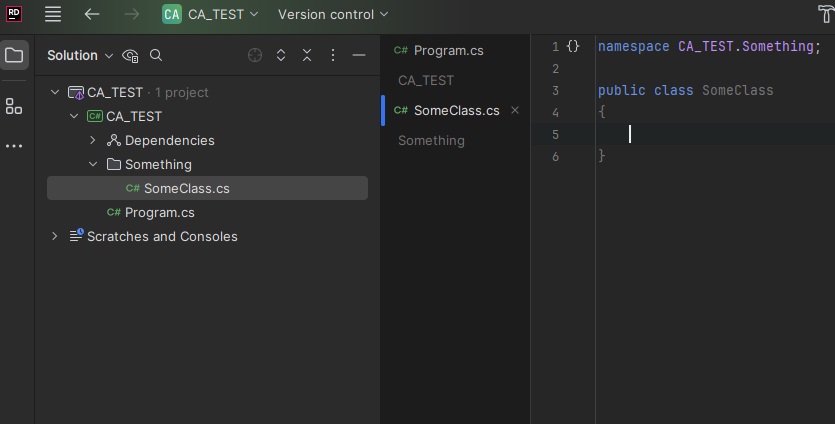 RD CA CA_TEST Version control
Solution
CA_TEST · 1 project
C# CA_TEST
Dependencies
Something
C# SomeClass.cs
C# Program.cs
Scratches and Consoles
C# Program.cs
CA_TEST
C# SomeClass.cs
Something
1 {} namespace CA_TEST.Something;
2
3 public class SomeClass
4 {
5
6 }